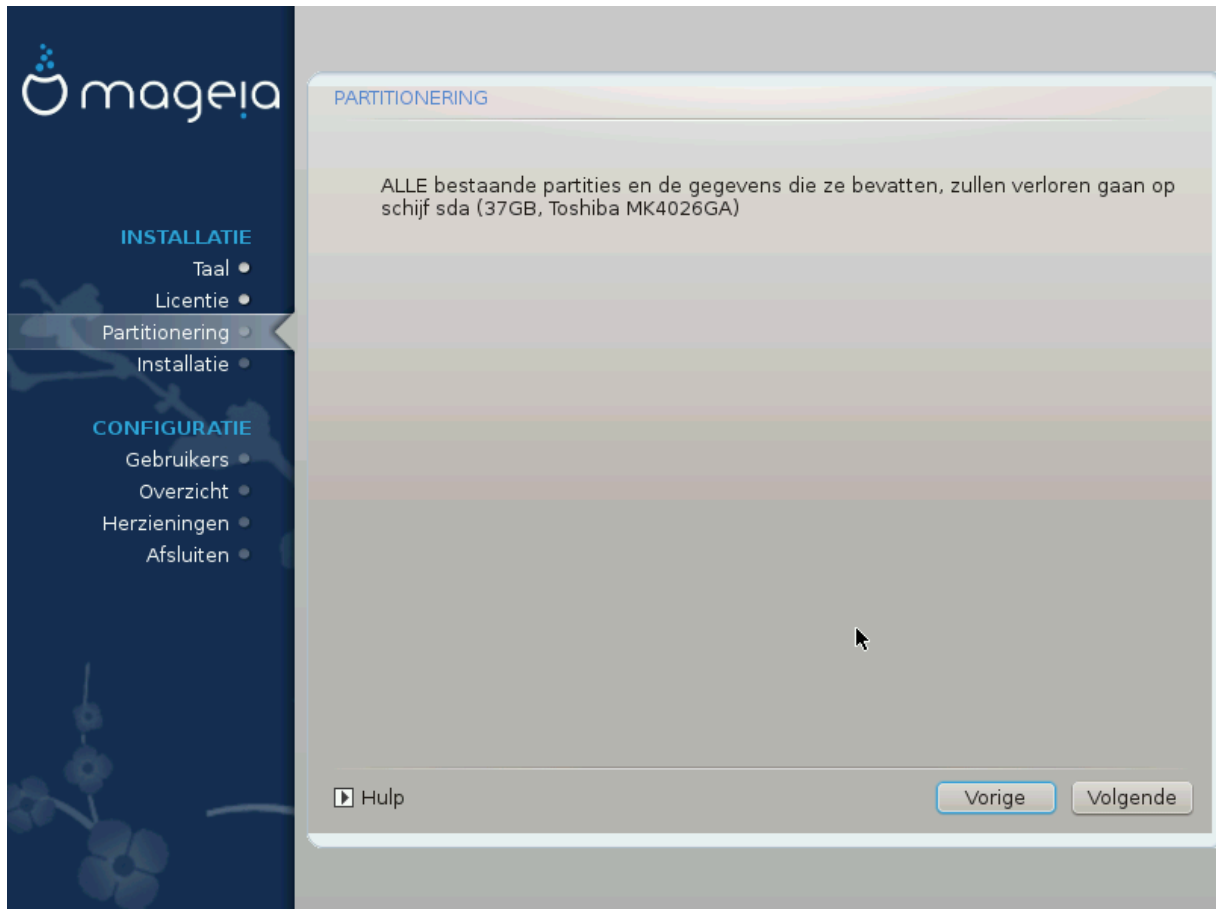 mageia
INSTALLATIE
Taal
Licentie
Partitionering
Installatie
CONFIGURATIE
Gebruikers
Overzicht
Herzieningen
Afsluiten
PARTITIONERING
ALLE bestaande partities en de gegevens die ze bevatten, zullen verloren gaan op
schijf sda (37GB, Toshiba MK4026GA)
Hulp
Vorige
Volgende